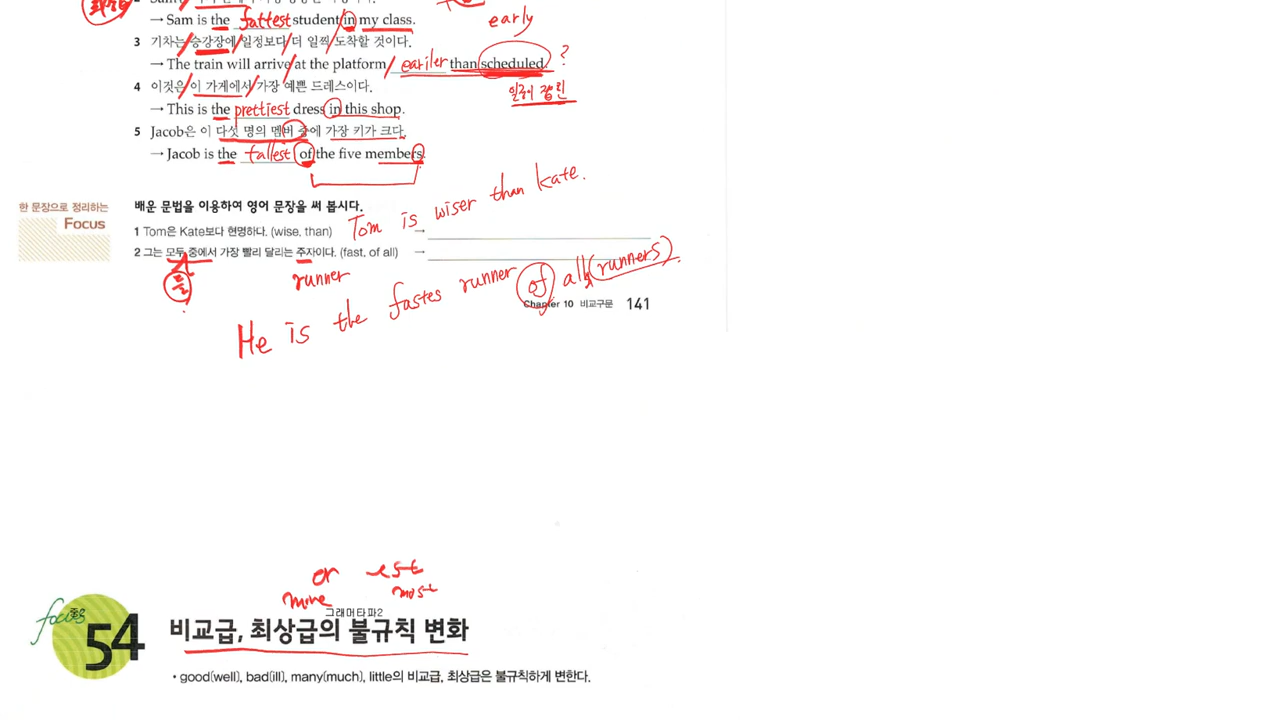 → Sam is the fattest student in my class.
early
3 기차는 승강장에 일정보다 더 일찍 도착할 것이다.
→ The train will arrive at the platform eariler than scheduled. ?
4 이것은 이 가게에서 가장 예쁜 드레스이다.
→ This is the prettiest dress in this shop.
5 Jacob은 이 다섯 명의 멤버 중에 가장 키가 크다.
→ Jacob is the tallest of the five members.
한 문장으로 정리하는
Focus
배운 문법을 이용하여 영어 문장을 써 봅시다.
1 Tom은 Kate보다 현명하다. (wise, than) →
Tom is wiser than Kate.
2 그는 모두 중에서 가장 빨리 달리는 주자이다. (fast, of all) →
들
runner
He is the fastes runner of all (runners).
Chapter 10 비교구문 141
er est
more most
그래머타파2
focus
54
비교급, 최상급의 불규칙 변화
• good(well), bad(ill), many(much), little의 비교급, 최상급은 불규칙하게 변한다.